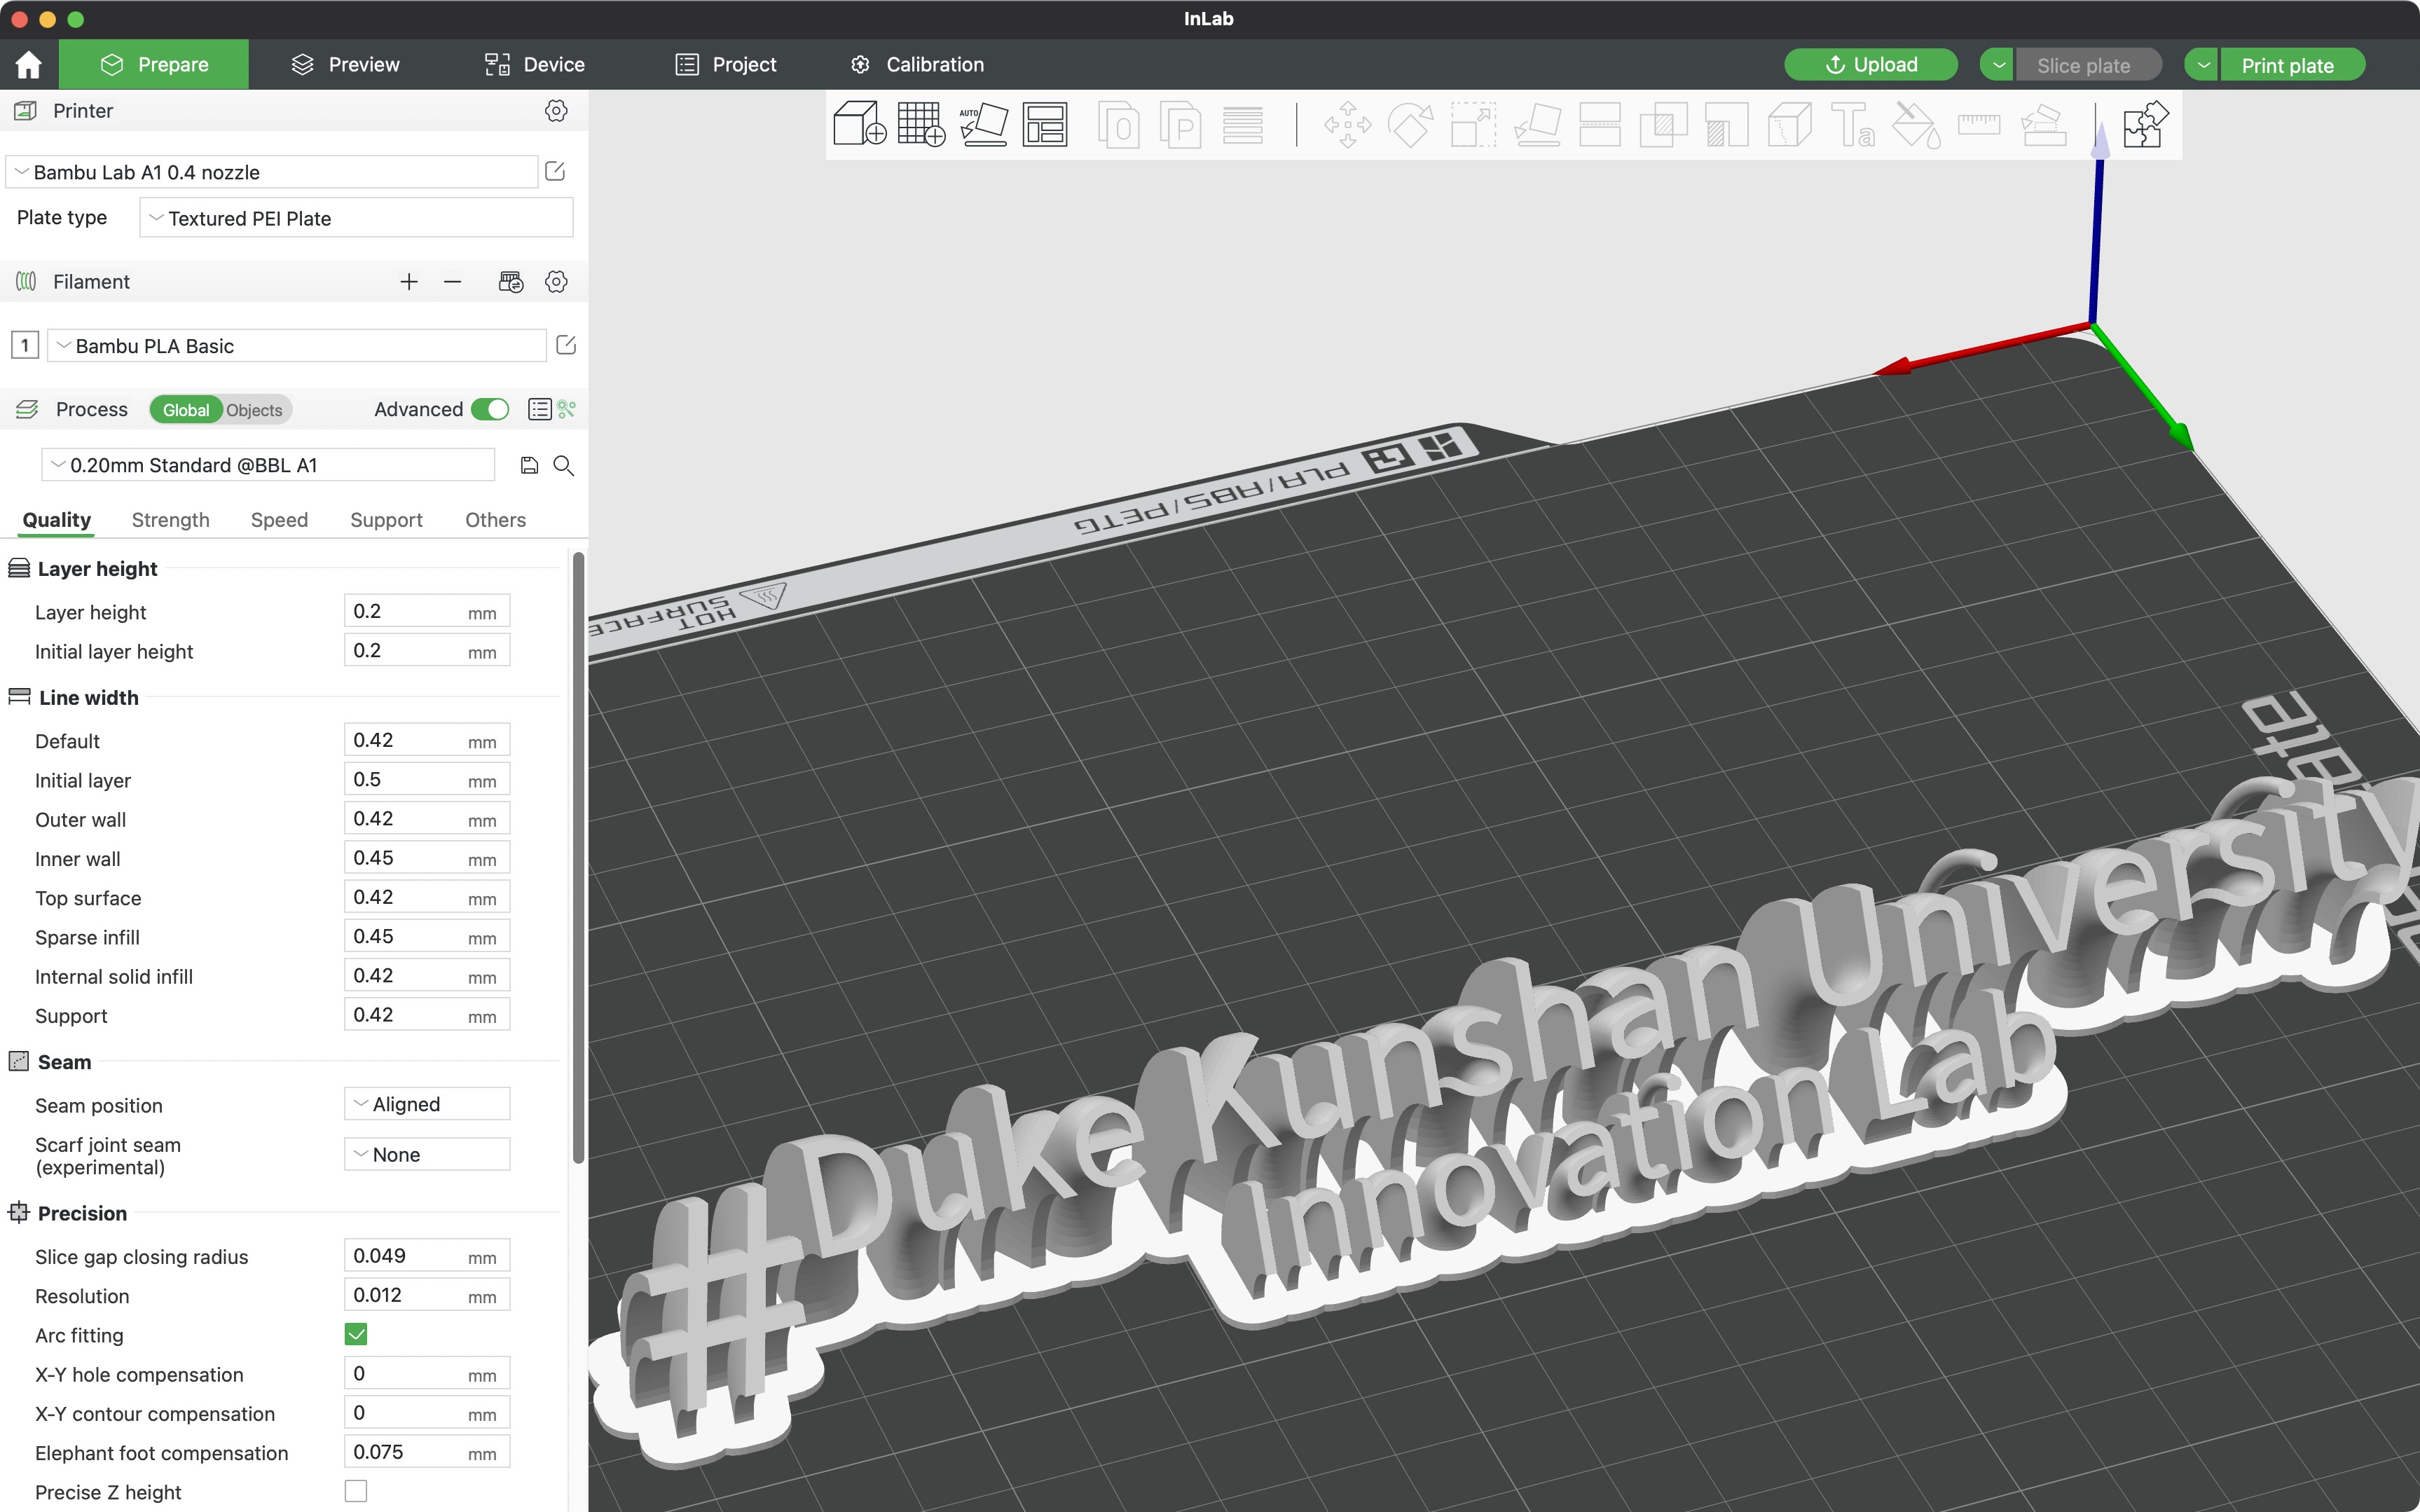 InLab
Prepare
Preview
Device
Project
Calibration
Upload
Slice plate
Print plate
Printer
Bambu Lab A1 0.4 nozzle
Plate type
Textured PEI Plate
Filament
1
Bambu PLA Basic
Process
Global
Objects
Advanced
0.20mm Standard @BBL A1
Quality
Strength
Speed
Support
Others
Layer height
Layer height 0.2 mm
Initial layer height 0.2 mm
Line width
Default 0.42 mm
Initial layer 0.5 mm
Outer wall 0.42 mm
Inner wall 0.45 mm
Top surface 0.42 mm
Sparse infill 0.45 mm
Internal solid infill 0.42 mm
Support 0.42 mm
Seam
Seam position Aligned
Scarf joint seam
(experimental) None
Precision
Slice gap closing radius 0.049 mm
Resolution 0.012 mm
Arc fitting
X-Y hole compensation 0 mm
X-Y contour compensation 0 mm
Elephant foot compensation 0.075 mm
Precise Z height
AUTO
PLA/ABS/PETG
HOT
SURFACE
#Duke Kunshan University
Innovation Lab